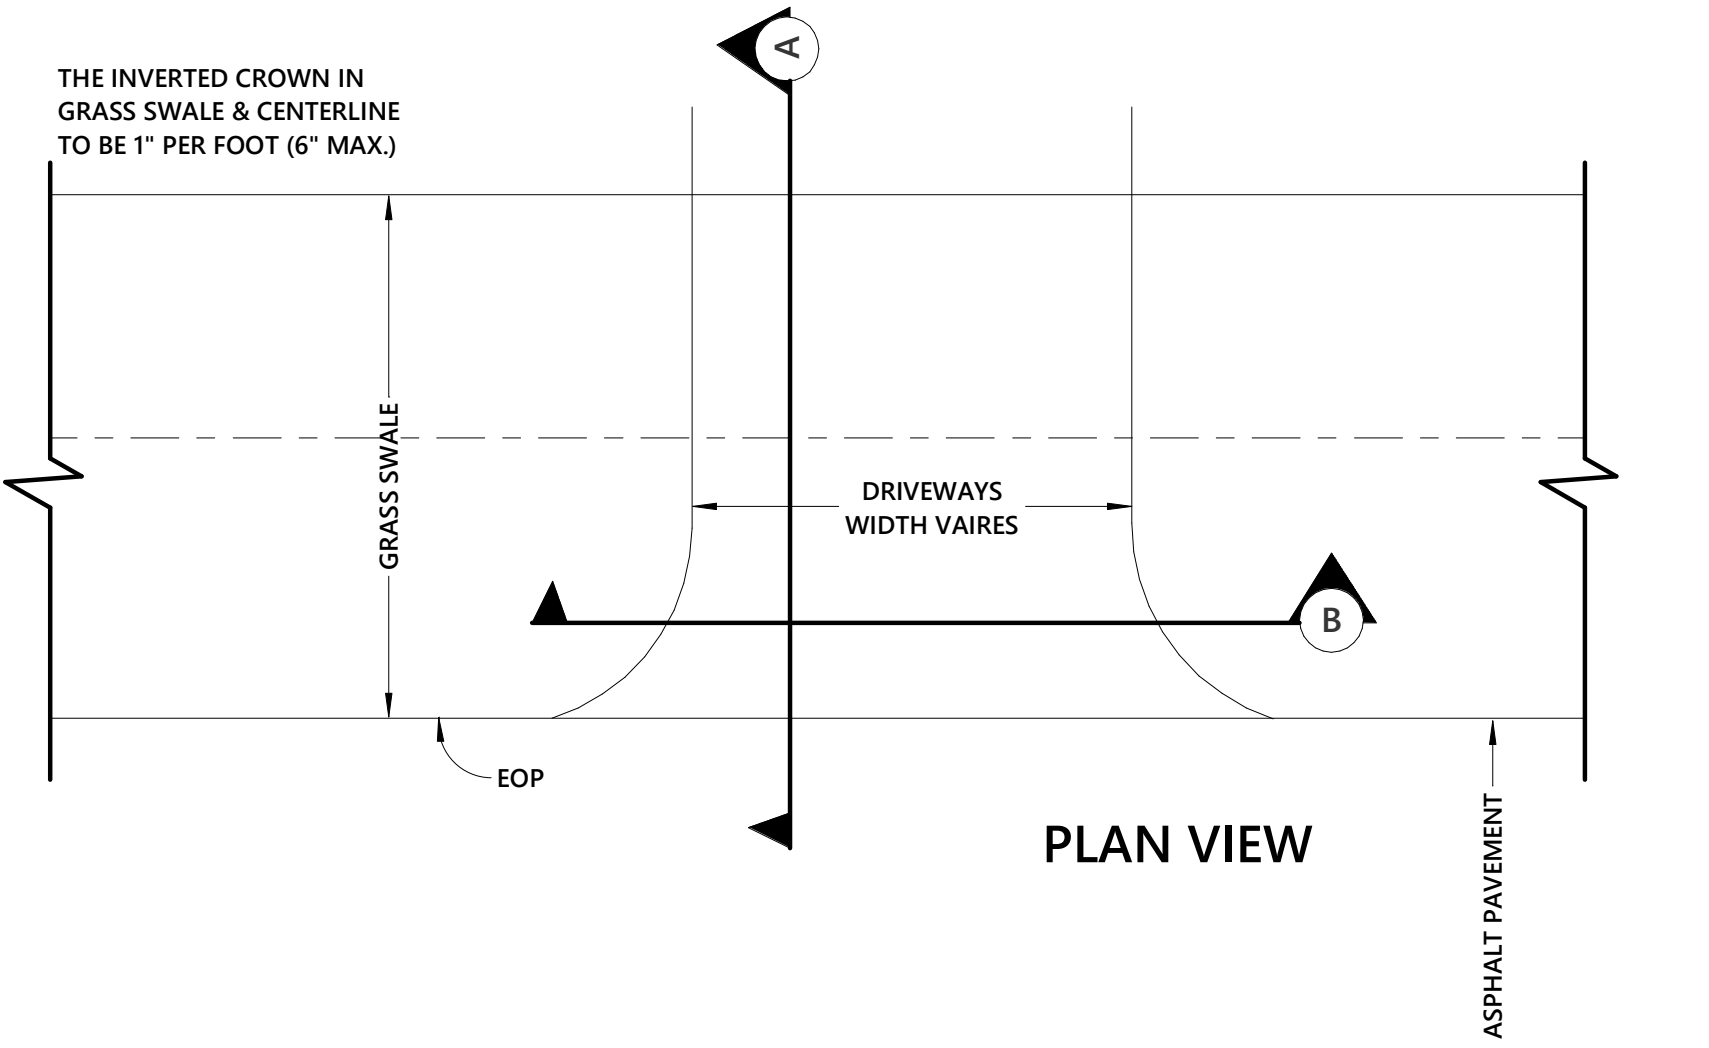 A
THE INVERTED CROWN IN
GRASS SWALE & CENTERLINE
TO BE 1" PER FOOT (6" MAX.)
GRASS SWALE
DRIVEWAYS
WIDTH VAIRES
B
EOP
PLAN VIEW
ASPHALT PAVEMENT